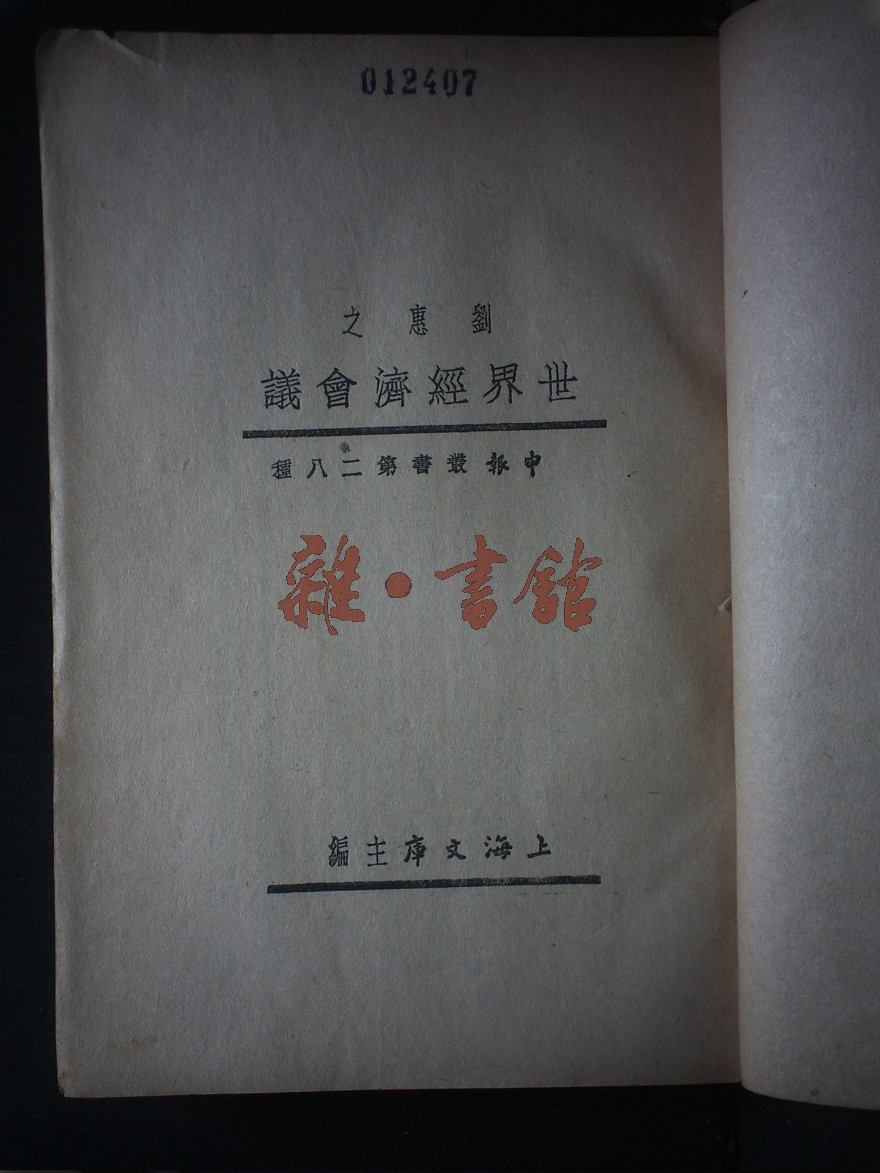 012407
劉惠之
世界經濟會議
申報叢書第二八種
雜•書館
上海文庫主編